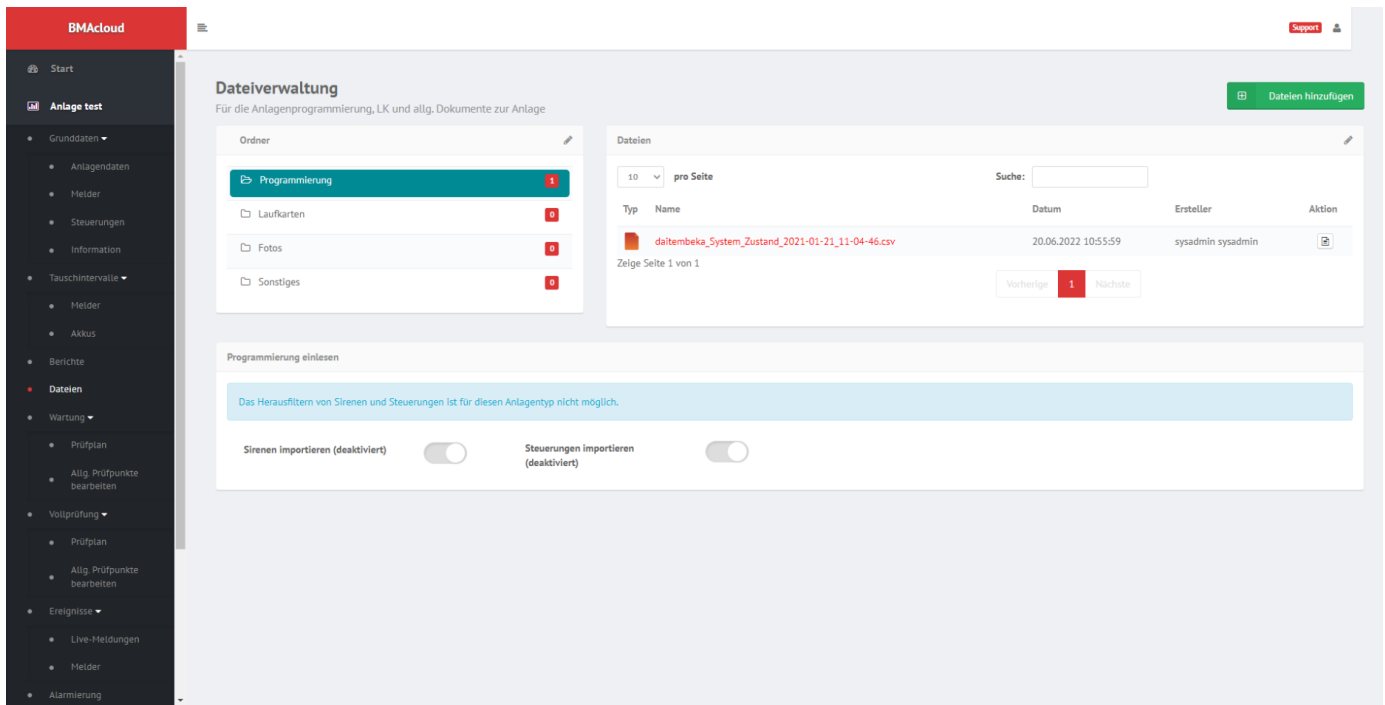 BMAcloud
Support
Start
Anlage test
Grunddaten
Anlagendaten
Melder
Steuerungen
Information
Tauschintervalle
Melder
Akkus
Berichte
Dateien
Wartung
Prüfplan
Allg. Prüfpunkte
bearbeiten
Vollprüfung
Prüfplan
Allg. Prüfpunkte
bearbeiten
Ereignisse
Live-Meldungen
Melder
Alarmierung
Dateiverwaltung
Für die Anlagenprogrammierung, LK und allg. Dokumente zur Anlage
Dateien hinzufügen
Ordner
Programmierung 1
Laufkarten 0
Fotos 0
Sonstiges 0
Dateien
10 pro Seite Suche:
Typ Name Datum Ersteller Aktion
daitembeka_System_Zustand_2021-01-21_11-04-46.csv 20.06.2022 10:55:59 sysadmin sysadmin
Zeige Seite 1 von 1
Vorherige 1 Nächste
Programmierung einlesen
Das Herausfiltern von Sirenen und Steuerungen ist für diesen Anlagentyp nicht möglich.
Sirenen importieren (deaktiviert)
Steuerungen importieren
(deaktiviert)